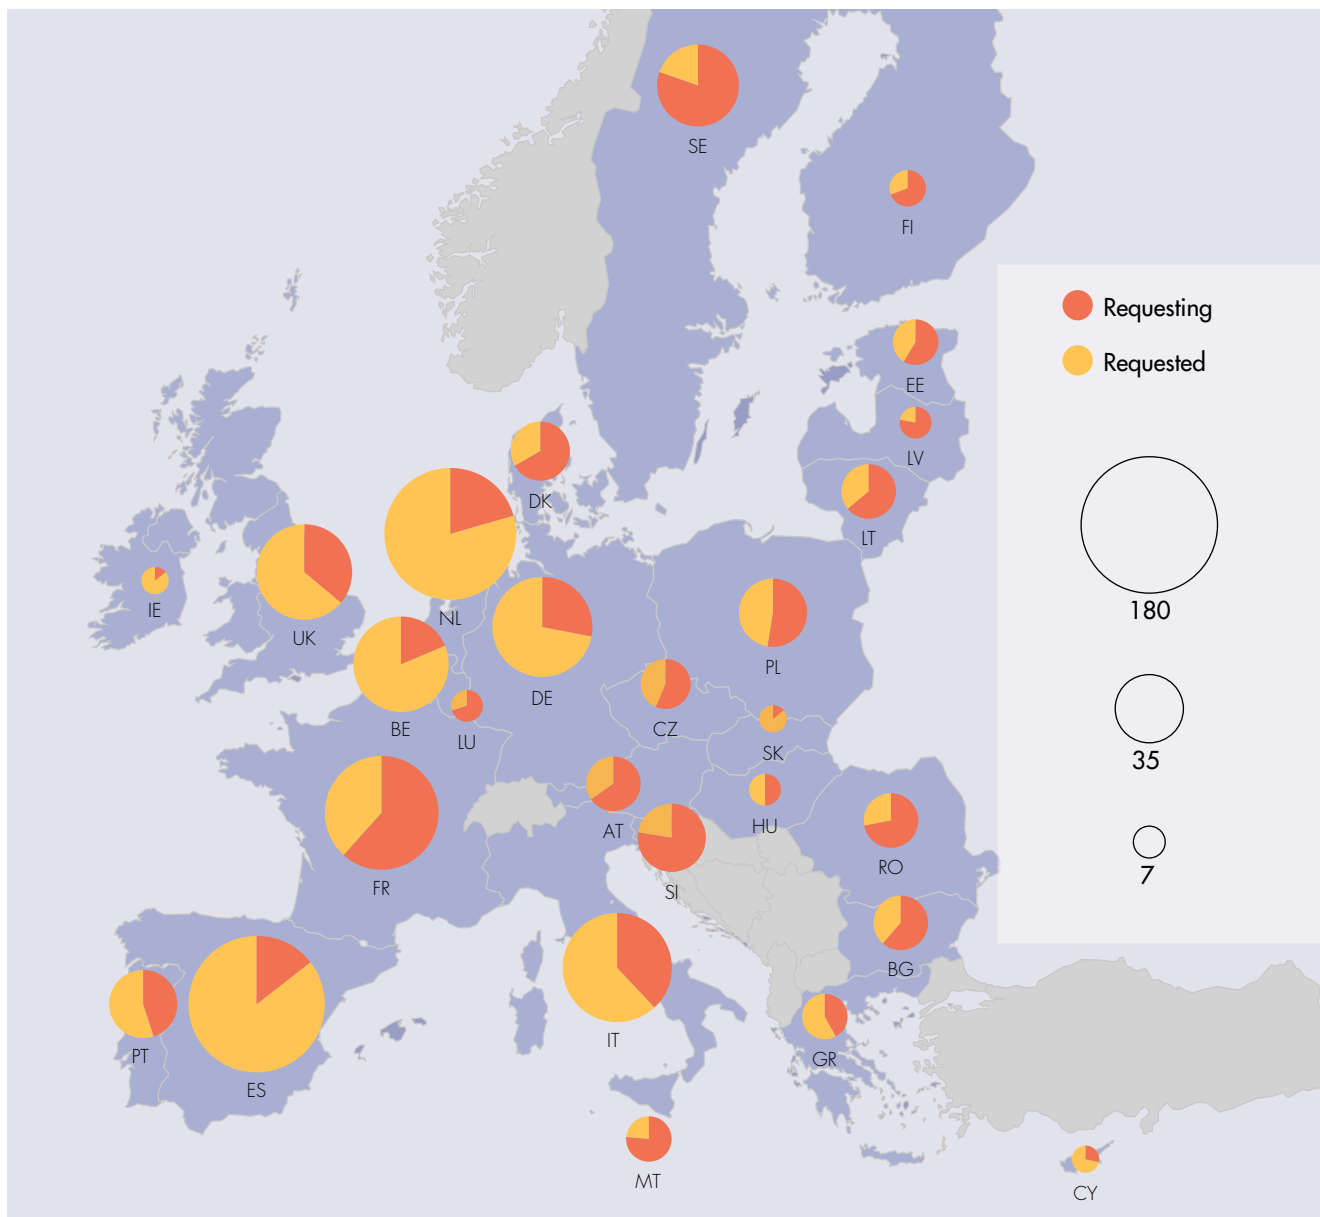 SE
FI
Requesting
Requested
EE
LV
DK
LT
180
IE
NL
UK
PL
DE
BE
CZ
LU
SK
35
HU
AT
RO
7
FR
SI
BG
IT
PT
GR
ES
MT
CY